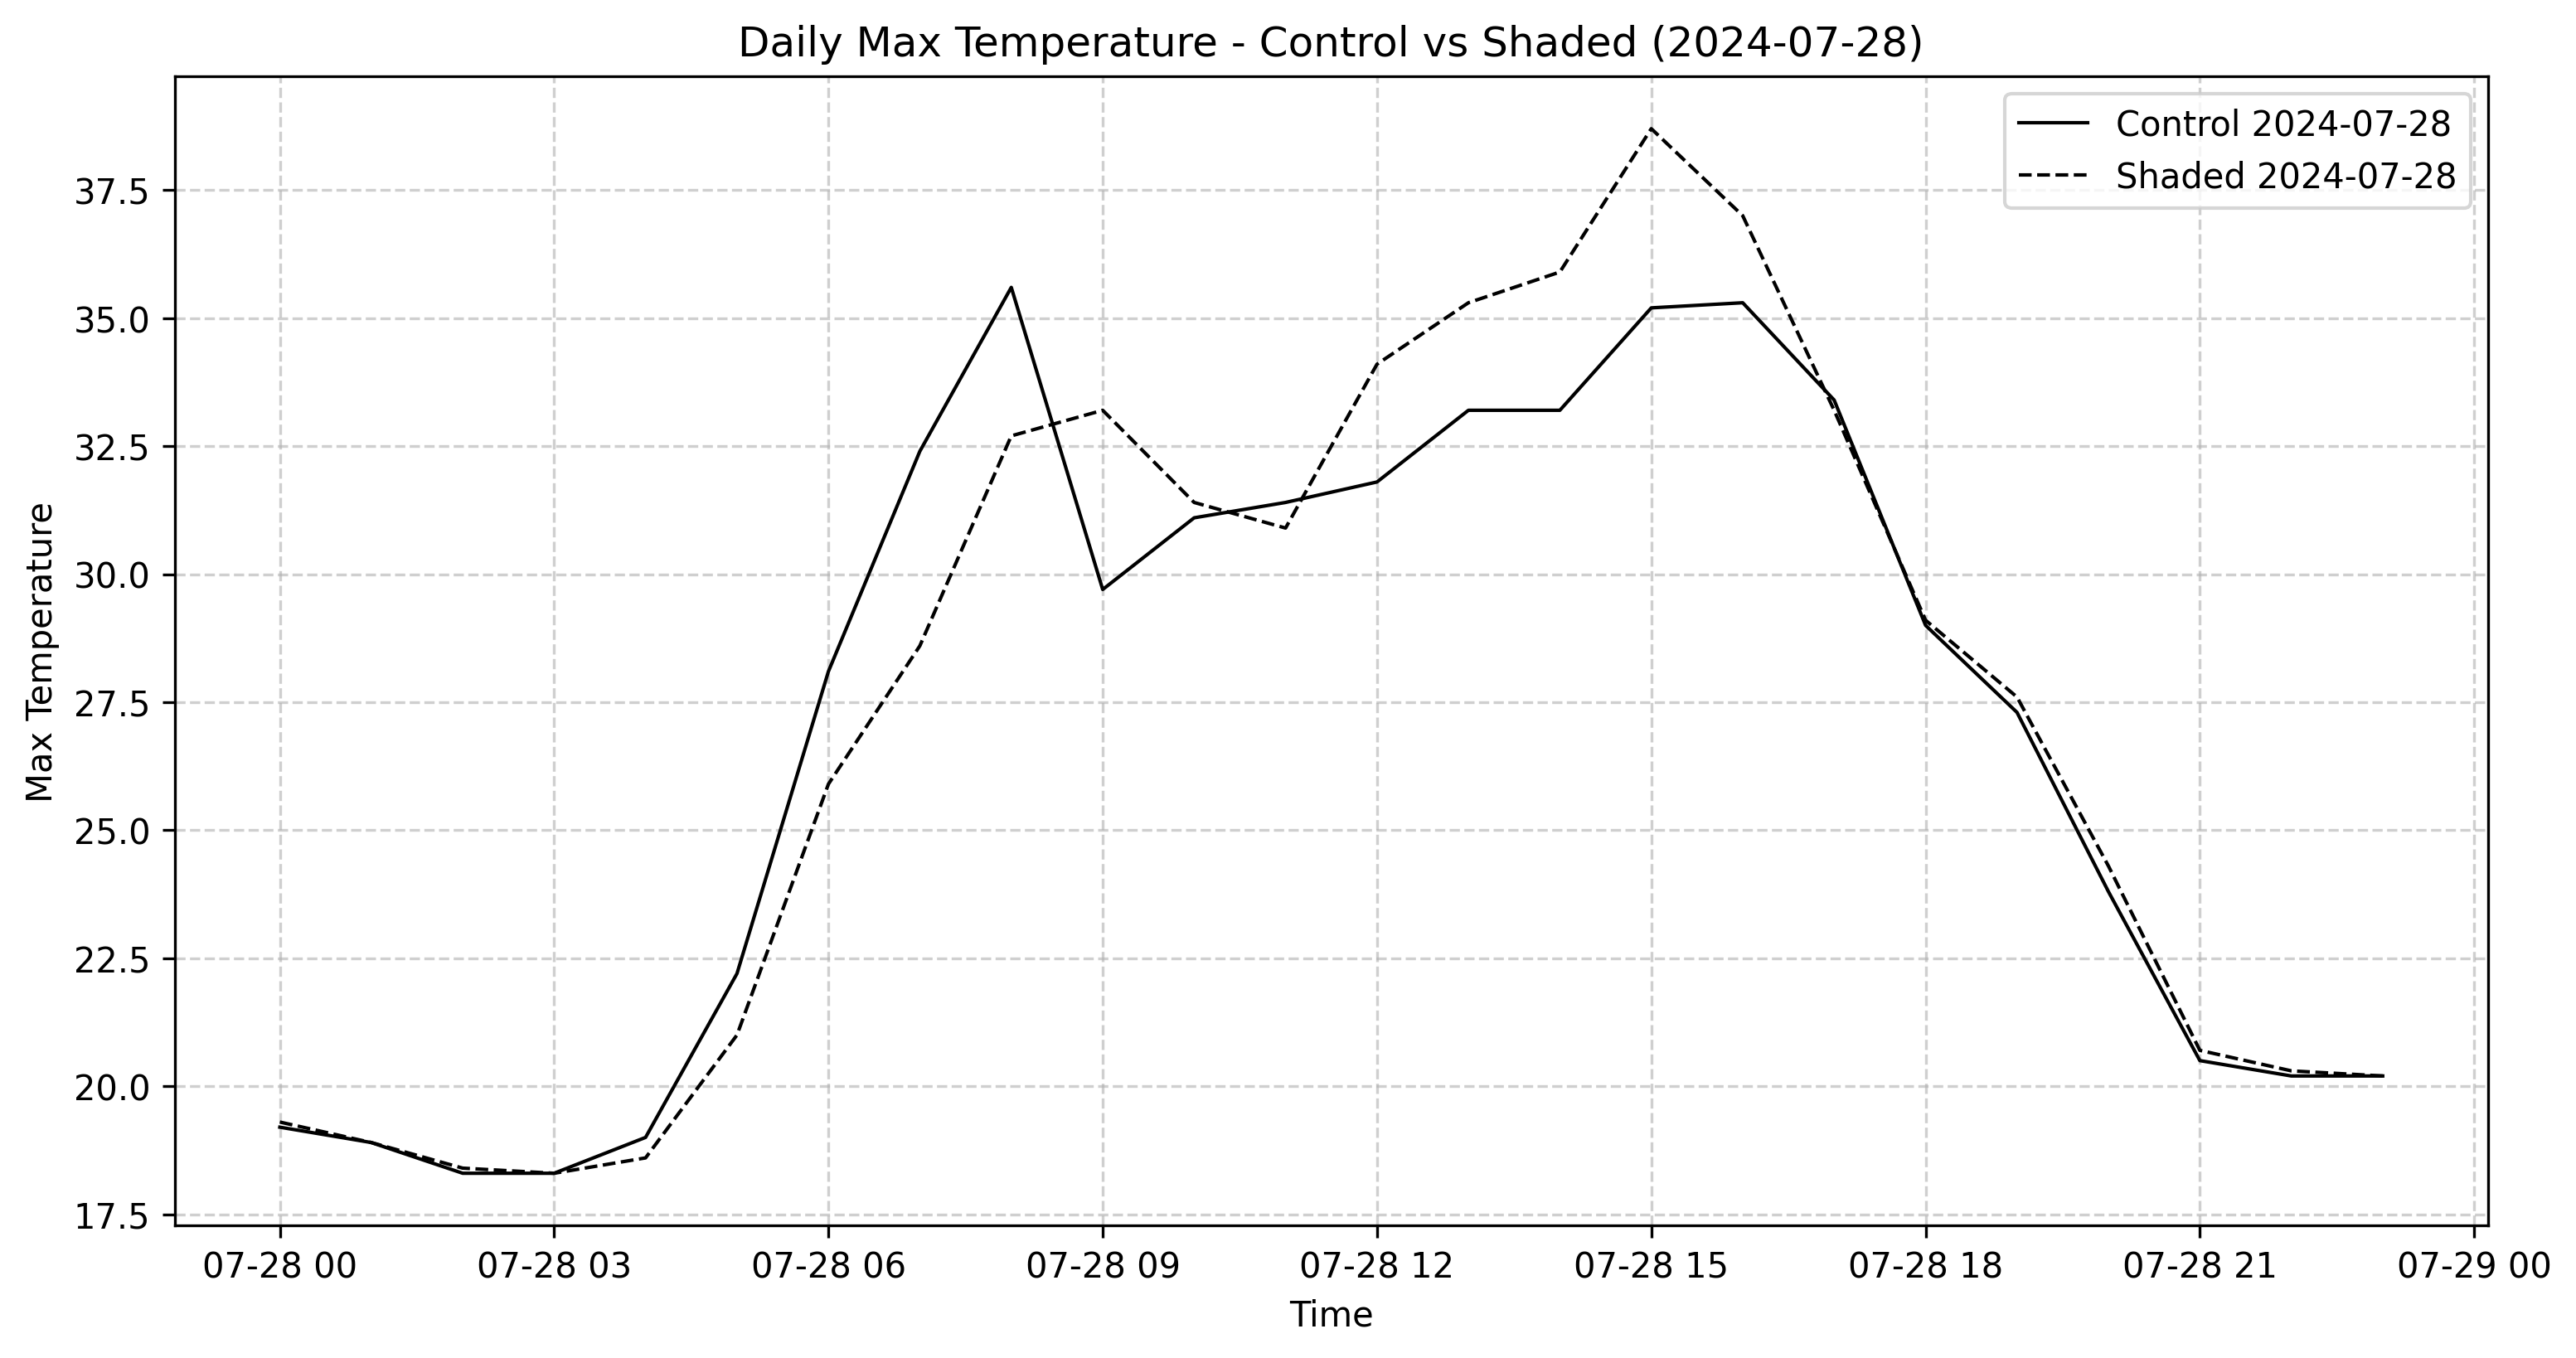 Daily Max Temperature - Control vs Shaded (2024-07-28)
Control 2024-07-28
Shaded 2024-07-28
Max Temperature
37.5
35.0
32.5
30.0
27.5
25.0
22.5
20.0
17.5
07-28 00 07-28 03 07-28 06 07-28 09 07-28 12 07-28 15 07-28 18 07-28 21 07-29 00
Time